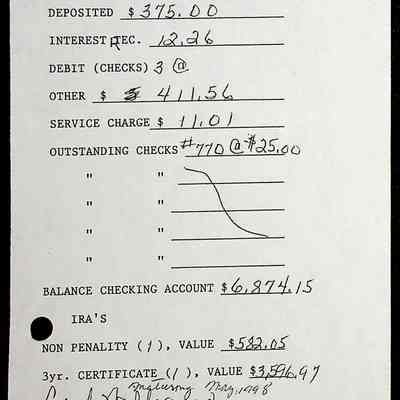 DEPOSITED $375.00
INTEREST REC. 12.26
DEBIT (CHECKS) 3 @
OTHER $ 411.56
SERVICE CHARGE $ 11.01
OUTSTANDING CHECKS #770 @ $25.00
" "
" "
" "
" "
BALANCE CHECKING ACCOUNT $6,874.15
IRA'S
NON PENALITY (1), VALUE $582.05
3yr. CERTIFICATE (1), VALUE $3,596.97
Maturing May, 1998